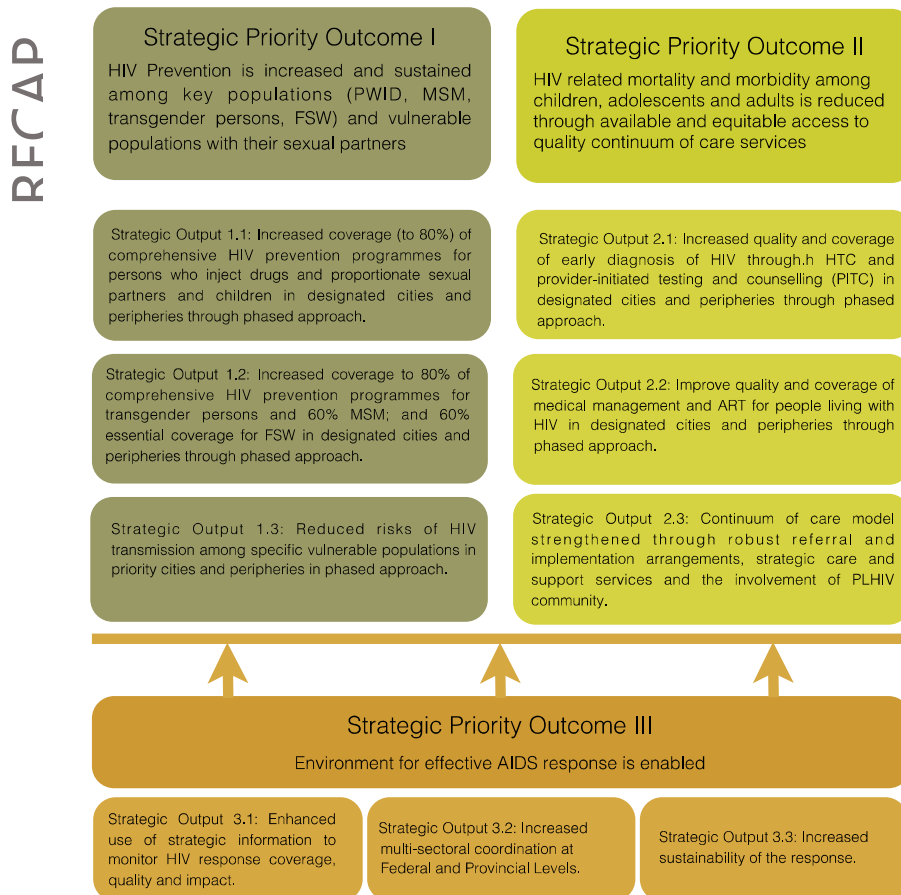 RECAP
Strategic Priority Outcome I
HIV Prevention is increased and sustained
among key populations (PWID, MSM,
transgender persons, FSW) and vulnerable
populations with their sexual partners
Strategic Priority Outcome II
HIV related mortality and morbidity among
children, adolescents and adults is reduced
through available and equitable access to
quality continuum of care services
Strategic Output 1.1: Increased coverage (to 80%) of
comprehensive HIV prevention programmes for
persons who inject drugs and proportionate sexual
partners and children in designated cities and
peripheries through phased approach.
Strategic Output 2.1: Increased quality and coverage
of early diagnosis of HIV through.h HTC and
provider-initiated testing and counselling (PITC) in
designated cities and peripheries through phased
approach.
Strategic Output 1.2: Increased coverage to 80% of
comprehensive HIV prevention programmes for
transgender persons and 60% MSM; and 60%
essential coverage for FSW in designated cities and
peripheries through phased approach.
Strategic Output 2.2: Improve quality and coverage of
medical management and ART for people living with
HIV in designated cities and peripheries through
phased approach.
Strategic Output 1.3: Reduced risks of HIV
transmission among specific vulnerable populations in
priority cities and peripheries in phased approach.
Strategic Output 2.3: Continuum of care model
strengthened through robust referral and
implementation arrangements, strategic care and
support services and the involvement of PLHIV
community.
Strategic Priority Outcome III
Environment for effective AIDS response is enabled
Strategic Output 3.1: Enhanced
use of strategic information to
monitor HIV response coverage,
quality and impact.
Strategic Output 3.2: Increased
multi-sectoral coordination at
Federal and Provincial Levels.
Strategic Output 3.3: Increased
sustainability of the response.